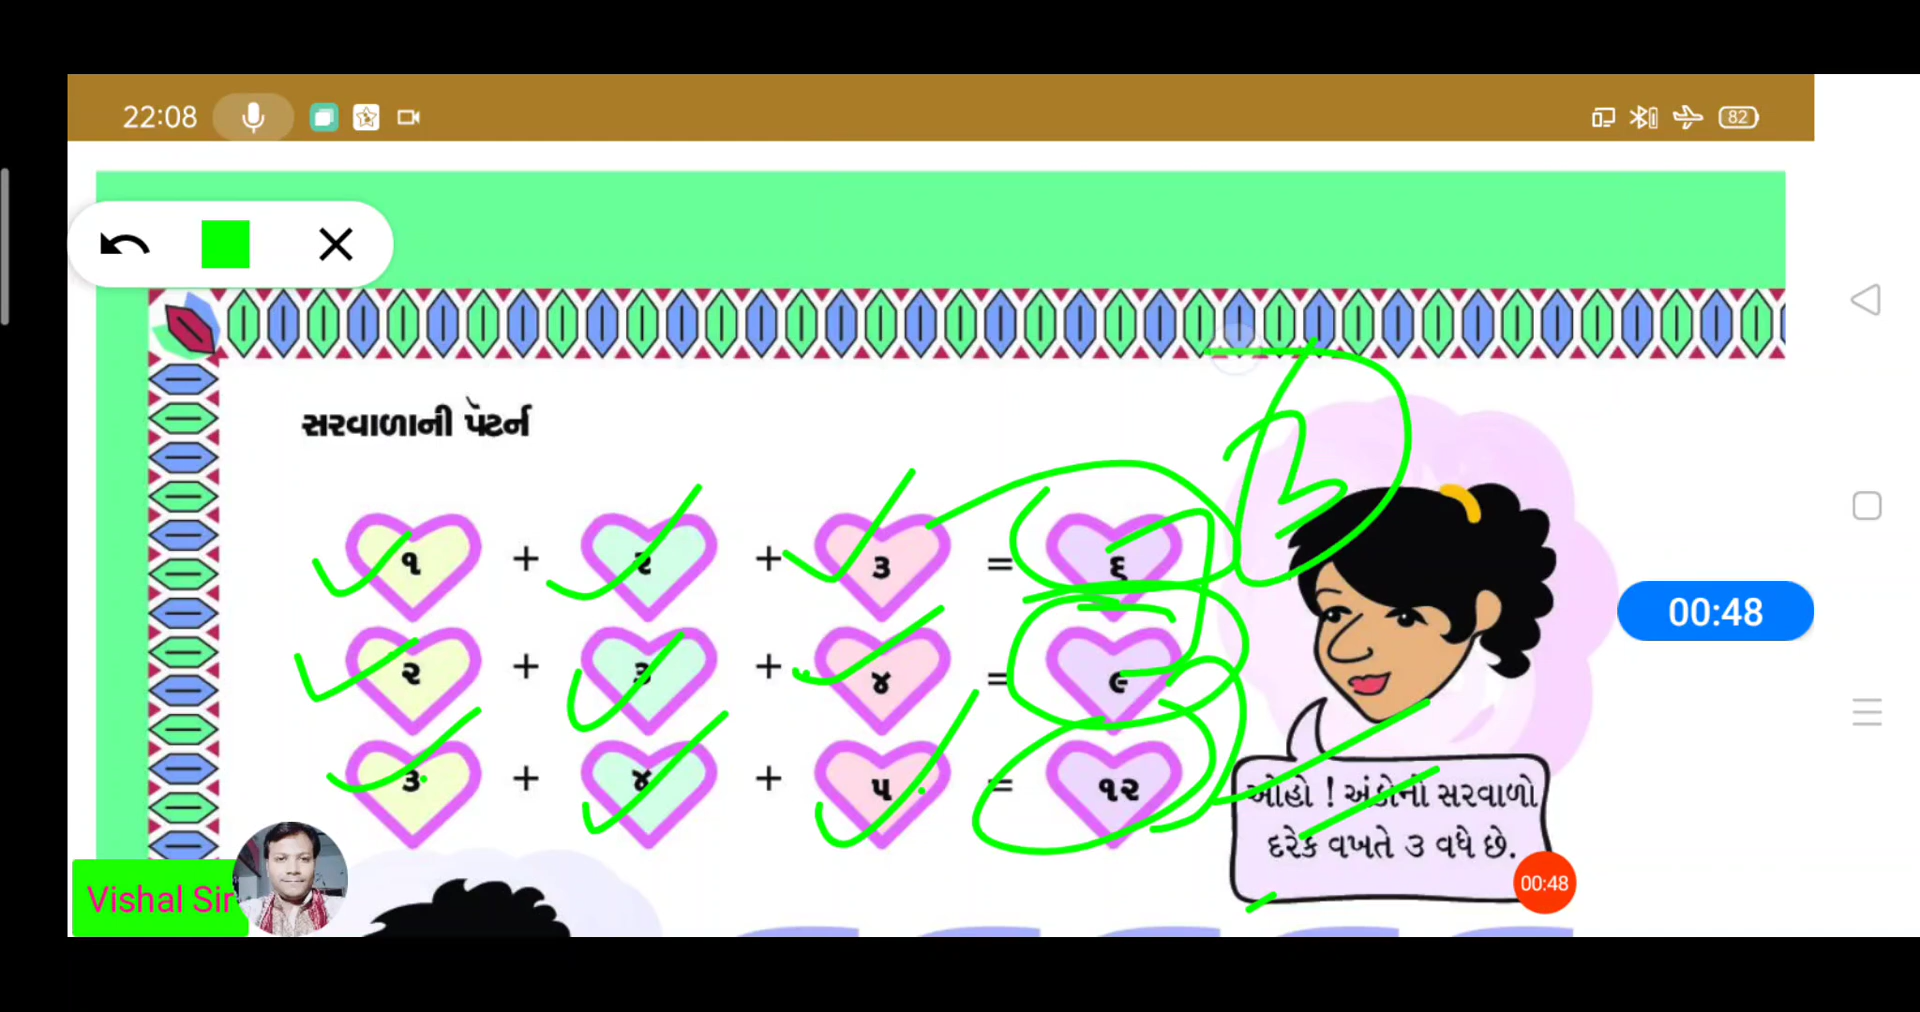 22:08
82
સરવાળાની પૅટર્ન
૧ + ૨ + ૩ = ૬
3
૨ + ૩ + ૪ = ૯
00:48
૩ + ૪ + ૫ = ૧૨
ઓહો ! અંકોનો સરવાળો
દરેક વખતે ૩ વધે છે.
00:48
Vishal Sir